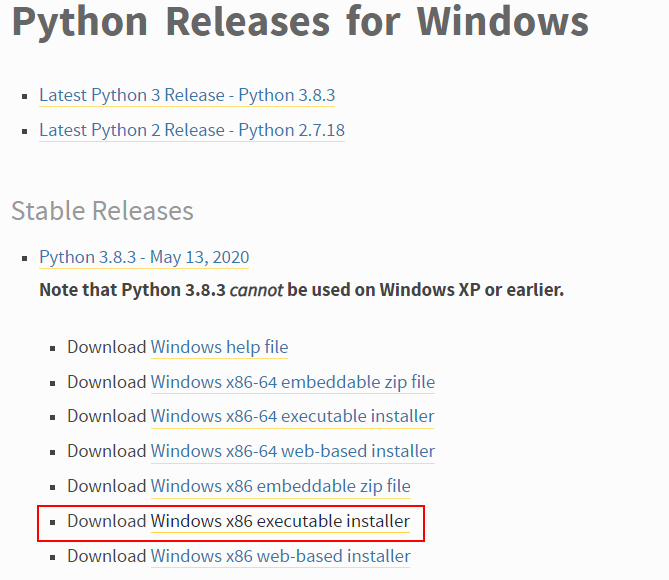 Python Releases for Windows
Latest Python 3 Release - Python 3.8.3
Latest Python 2 Release - Python 2.7.18
Stable Releases
Python 3.8.3 - May 13, 2020
Note that Python 3.8.3 cannot be used on Windows XP or earlier.
Download Windows help file
Download Windows x86-64 embeddable zip file
Download Windows x86-64 executable installer
Download Windows x86-64 web-based installer
Download Windows x86 embeddable zip file
Download Windows x86 executable installer
Download Windows x86 web-based installer